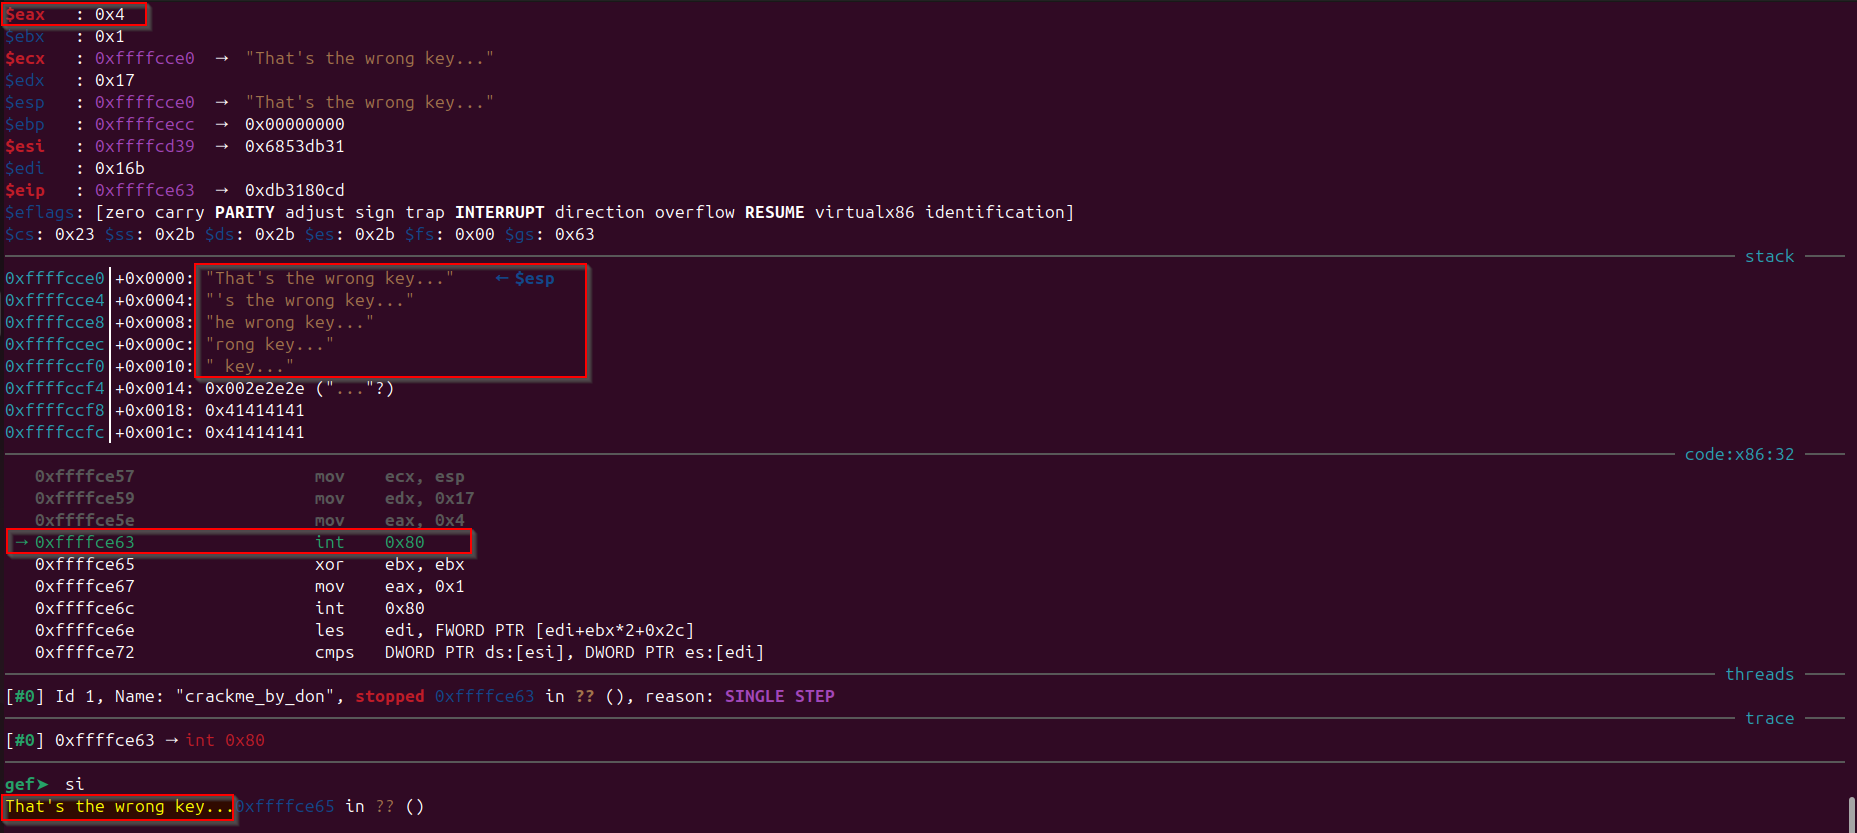 $eax   : 0x4
$ebx   : 0x1
$ecx   : 0xffffcce0  →  "That's the wrong key..."
$edx   : 0x17
$esp   : 0xffffcce0  →  "That's the wrong key..."
$ebp   : 0xffffcecc  →  0x00000000
$esi   : 0xffffcd39  →  0x6853db31
$edi   : 0x16b
$eip   : 0xffffce63  →  0xdb3180cd
$eflags: [zero carry PARITY adjust sign trap INTERRUPT direction overflow RESUME virtualx86 identification]
$cs: 0x23 $ss: 0x2b $ds: 0x2b $es: 0x2b $fs: 0x00 $gs: 0x63
stack
0xffffcce0│+0x0000: "That's the wrong key..."    ← $esp
0xffffcce4│+0x0004: "'s the wrong key..."
0xffffcce8│+0x0008: "he wrong key..."
0xffffccec│+0x000c: "rong key..."
0xffffccf0│+0x0010: " key..."
0xffffccf4│+0x0014: 0x002e2e2e ("..."?)
0xffffccf8│+0x0018: 0x41414141
0xffffccfc│+0x001c: 0x41414141
code:x86:32
0xffffce57                  mov    ecx, esp
0xffffce59                  mov    edx, 0x17
0xffffce5e                  mov    eax, 0x4
→ 0xffffce63                  int    0x80
0xffffce65                  xor    ebx, ebx
0xffffce67                  mov    eax, 0x1
0xffffce6c                  int    0x80
0xffffce6e                  les    edi, FWORD PTR [edi+ebx*2+0x2c]
0xffffce72                  cmps   DWORD PTR ds:[esi], DWORD PTR es:[edi]
threads
[#0] Id 1, Name: "crackme_by_don", stopped 0xffffce63 in ?? (), reason: SINGLE STEP
trace
[#0] 0xffffce63 → int 0x80
gef➤  si
That's the wrong key...0xffffce65 in ?? ()